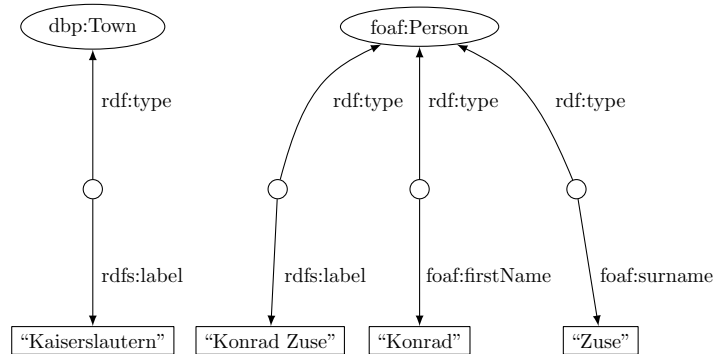 dbp:Town
foaf:Person
rdf:type
rdf:type
rdf:type
rdf:type
rdfs:label
rdfs:label
foaf:firstName
foaf:surname
“Kaiserslautern”
“Konrad Zuse”
“Konrad”
“Zuse”